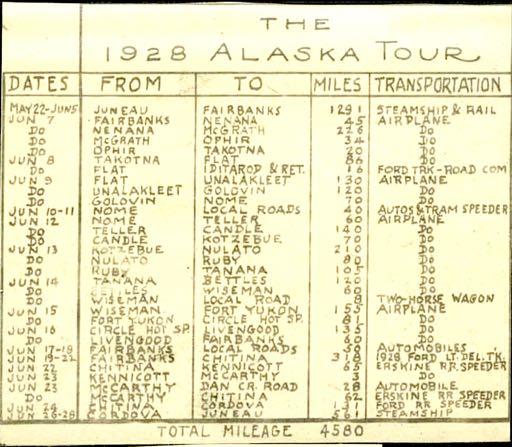 THE
1928 ALASKA TOUR
DATES FROM TO MILES TRANSPORTATION
MAY 22-JUN5 JUNEAU FAIRBANKS 1291 STEAMSHIP & RAIL
JUN 7 FAIRBANKS NENANA 45 AIRPLANE
DO NENANA MCGRATH 226 DO
DO MCGRATH OPHIR 34 DO
DO OPHIR TAKOTNA 20 DO
JUN 8 TAKOTNA FLAT 86 DO
DO FLAT IDITAROD & RET. 16 FORD TRK-ROAD COM
JUN 9 FLAT UNALAKLEET 130 AIRPLANE
DO UNALAKLEET GOLOVIN 120 DO
DO GOLOVIN NOME 70 DO
JUN 10-11 NOME LOCAL ROADS 40 AUTOS & TRAM SPEEDER
JUN 12 NOME TELLER 60 AIRPLANE
DO TELLER CANDLE 140 DO
DO CANDLE KOTZEBUE 70 DO
JUN 13 KOTZEBUE NULATO 210 DO
DO NULATO RUBY 80 DO
DO RUBY TANANA 105 DO
JUN 14 TANANA BETTLES 120 DO
DO BETTLES WISEMAN 60 DO
DO WISEMAN LOCAL ROAD 8 TWO-HORSE WAGON
JUN 15 WISEMAN FORT YUKON 155 AIRPLANE
DO FORT YUKON CIRCLE HOT SP. 81 DO
JUN 16 CIRCLE HOT SP. LIVENGOOD 135 DO
DO LIVENGOOD FAIRBANKS 60 DO
JUN 17-18 FAIRBANKS LOCAL ROADS 50 AUTOMOBILES
JUN 19-22 FAIRBANKS CHITINA 318 1928 FORD LT. DEL. TK.
JUN 22 CHITINA KENNICOTT 65 ERSKINE R.R. SPEEDER
JUN 23 KENNICOTT MCCARTHY 3 DO
JUN 23 MCCARTHY DAN CR. ROAD 28 AUTOMOBILE
DO MCCARTHY CHITINA 62 ERSKINE RR SPEEDER
JUN 24 CHITINA CORDOVA 131 FORD RR SPEEDER
JUN 26-28 CORDOVA JUNEAU 561 STEAMSHIP
TOTAL MILEAGE 4580